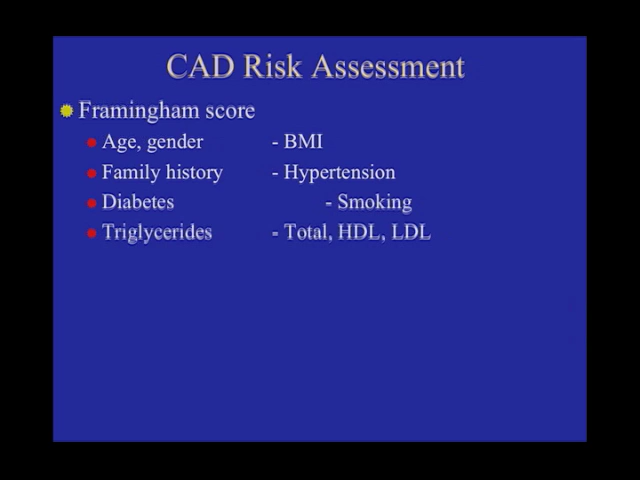 CAD Risk Assessment
Framingham score
Age, gender - BMI
Family history - Hypertension
Diabetes - Smoking
Triglycerides - Total, HDL, LDL